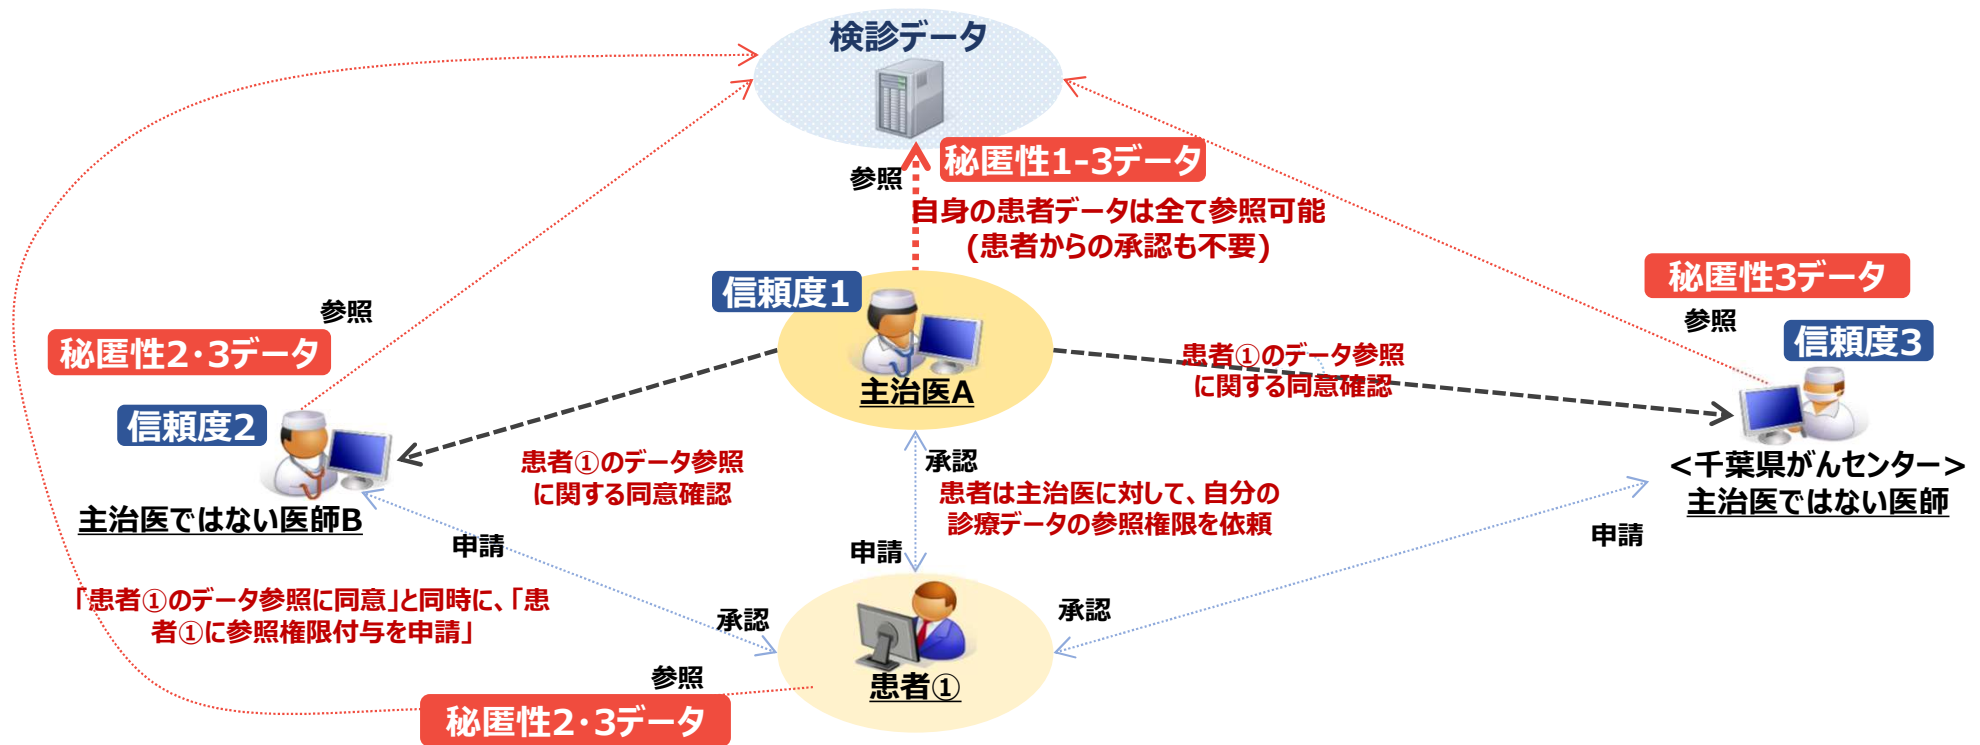 検診データ
参照
秘匿性1-3データ
自身の患者データは全て参照可能
(患者からの承認も不要)
信頼度1
主治医A
参照
秘匿性2・3データ
信頼度2
主治医ではない医師B
秘匿性3データ
参照
信頼度3
<千葉県がんセンター>
主治医ではない医師
患者①のデータ参照
に関する同意確認
患者①のデータ参照
に関する同意確認
承認
患者は主治医に対して、自分の
診療データの参照権限を依頼
申請
申請
申請
「患者①のデータ参照に同意」と同時に、「患
者①に参照権限付与を申請」
承認
承認
患者①
参照
秘匿性2・3データ